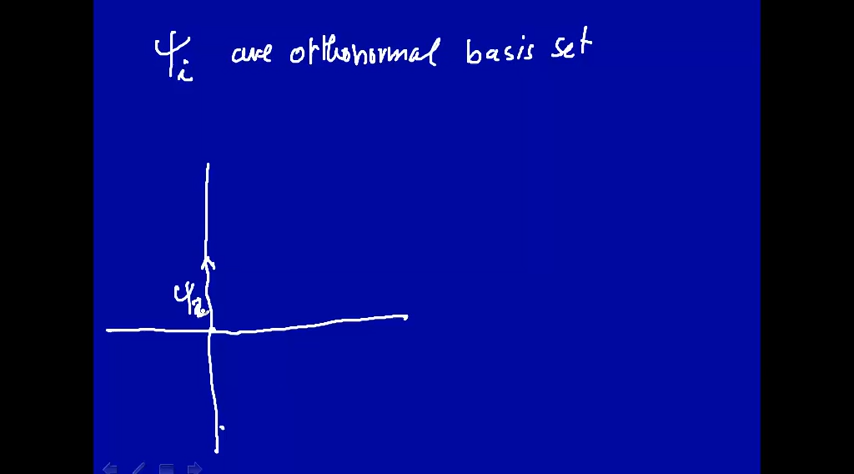 ψi are orthonormal basis set
ψ2